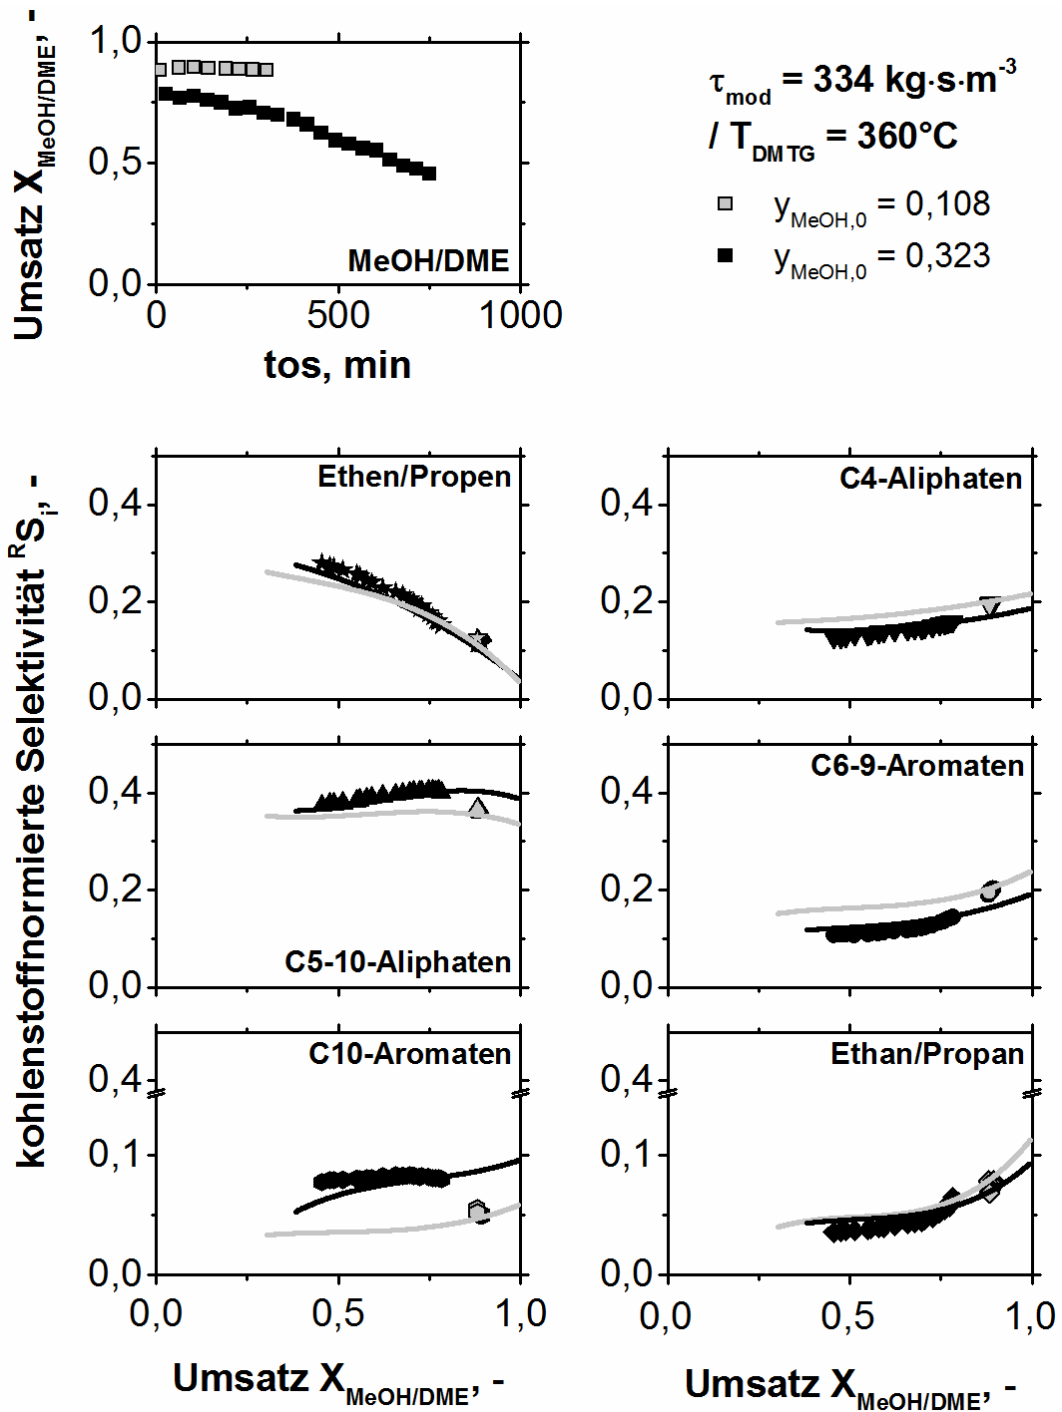 Umsatz X_MeOH/DME, -
1,0
0,5
0,0
MeOH/DME
0
500
1000
tos, min
τ_mod = 334 kg·s·m^-3
/ T_DMTG = 360°C
y_MeOH,0 = 0,108
y_MeOH,0 = 0,323
kohlenstoffnormierte Selektivität ^R S_i, -
Ethen/Propen
0,4
0,2
0,0
C4-Aliphaten
0,4
0,2
0,0
C5-10-Aliphaten
0,4
0,2
0,0
C6-9-Aromaten
0,4
0,2
0,0
C10-Aromaten
0,4
0,1
0,0
Ethan/Propan
0,4
0,1
0,0
0,0
0,5
1,0
0,0
0,5
1,0
Umsatz X_MeOH/DME, -
Umsatz X_MeOH/DME, -